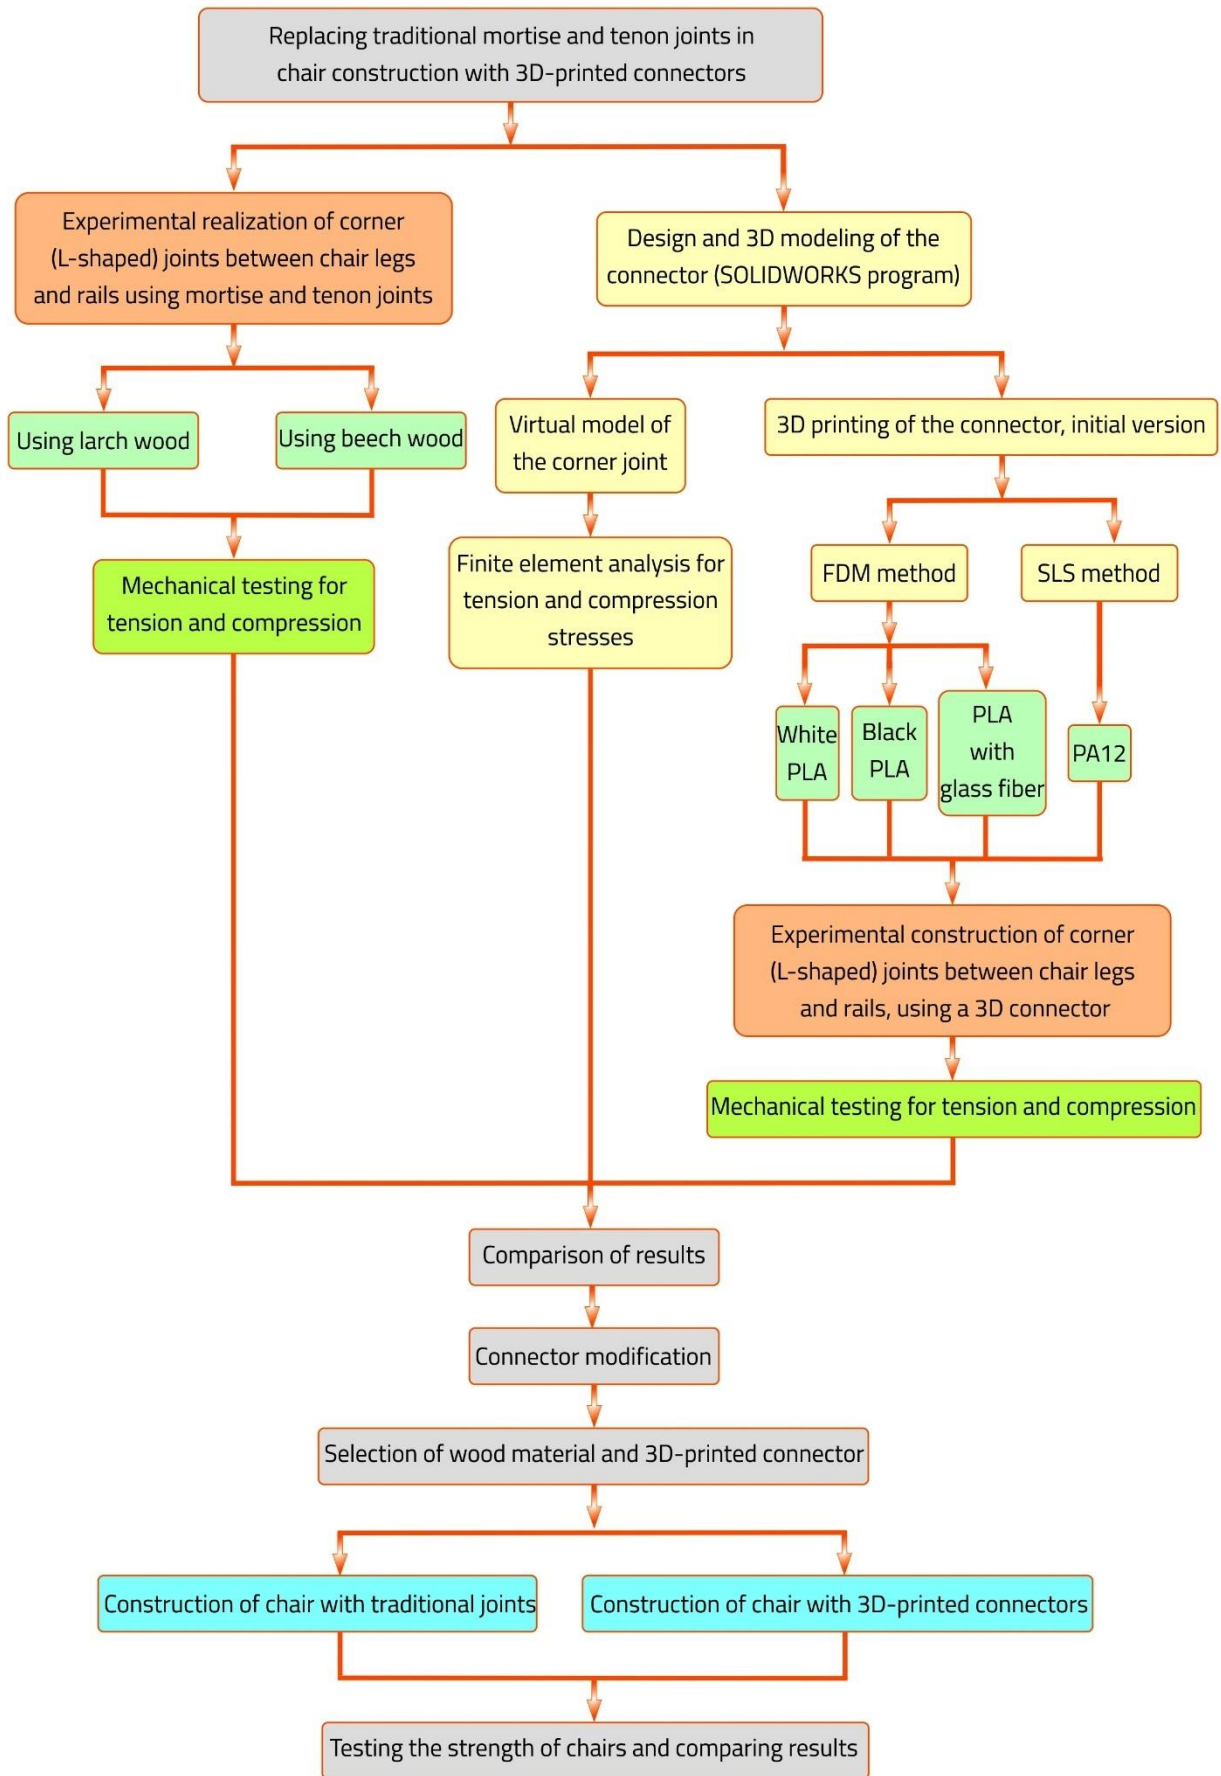 Replacing traditional mortise and tenon joints in
chair construction with 3D-printed connectors
Experimental realization of corner
(L-shaped) joints between chair legs
and rails using mortise and tenon joints
Design and 3D modeling of the
connector (SOLIDWORKS program)
Using larch wood
Using beech wood
Virtual model of
the corner joint
3D printing of the connector, initial version
Mechanical testing for
tension and compression
Finite element analysis for
tension and compression
stresses
FDM method
SLS method
White
PLA
Black
PLA
PLA
with
glass fiber
PA12
Experimental construction of corner
(L-shaped) joints between chair legs
and rails, using a 3D connector
Mechanical testing for tension and compression
Comparison of results
Connector modification
Selection of wood material and 3D-printed connector
Construction of chair with traditional joints
Construction of chair with 3D-printed connectors
Testing the strength of chairs and comparing results